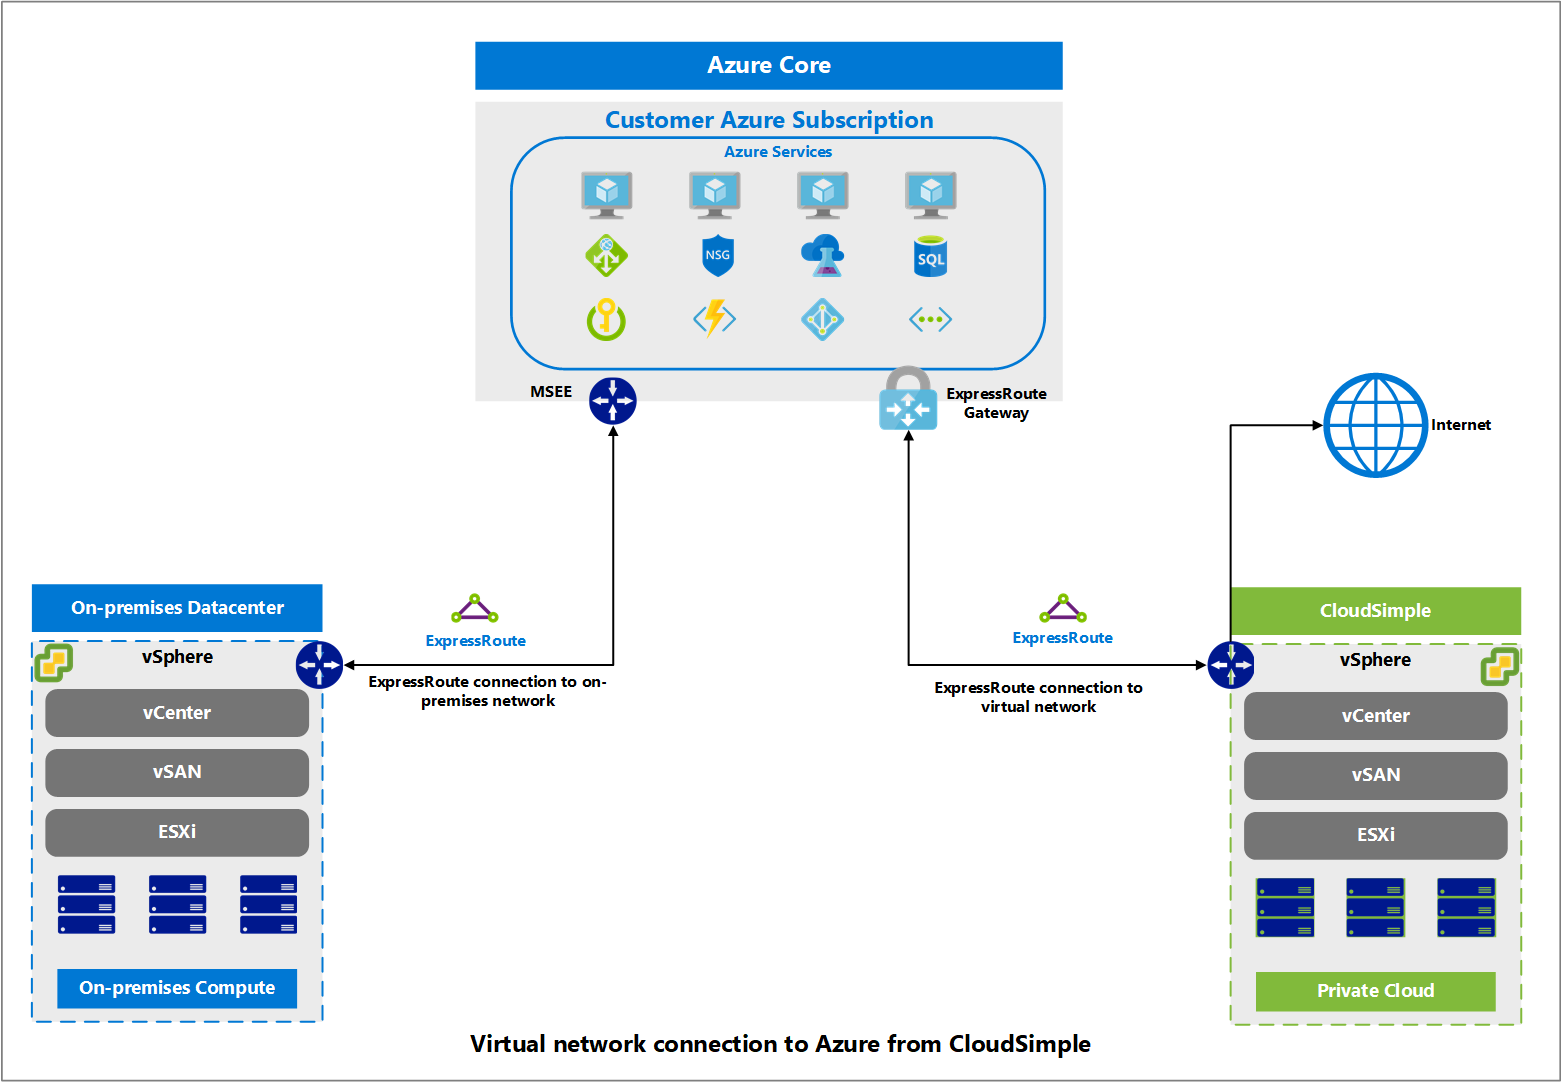 Azure Core
Customer Azure Subscription
Azure Services
NSG
SQL
MSEE
ExpressRoute
Gateway
Internet
On-premises Datacenter
vSphere
vCenter
vSAN
ESXi
On-premises Compute
ExpressRoute
ExpressRoute connection to on-
premises network
ExpressRoute
ExpressRoute connection to
virtual network
CloudSimple
vSphere
vCenter
vSAN
ESXi
Private Cloud
Virtual network connection to Azure from CloudSimple